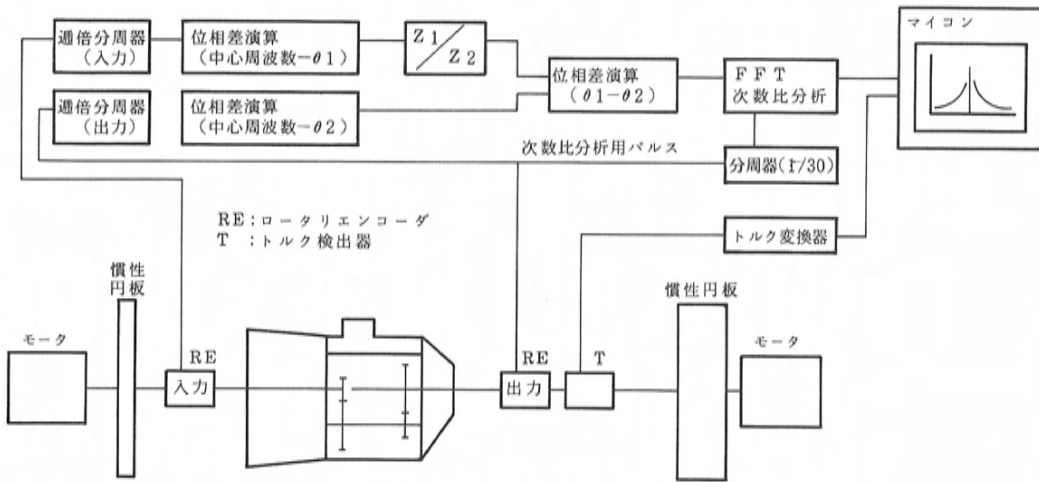 逓倍分周器
(入力)
位相差演算
(中心周波数−θ1)
Z1/Z2
逓倍分周器
(出力)
位相差演算
(中心周波数−θ2)
位相差演算
(θ1−θ2)
FFT
次数比分析
マイコン
次数比分析用パルス
分周器(1/30)
RE:ロータリエンコーダ
T :トルク検出器
トルク変換器
慣性
円板
慣性円板
モータ
RE
入力
RE
出力
T
モータ